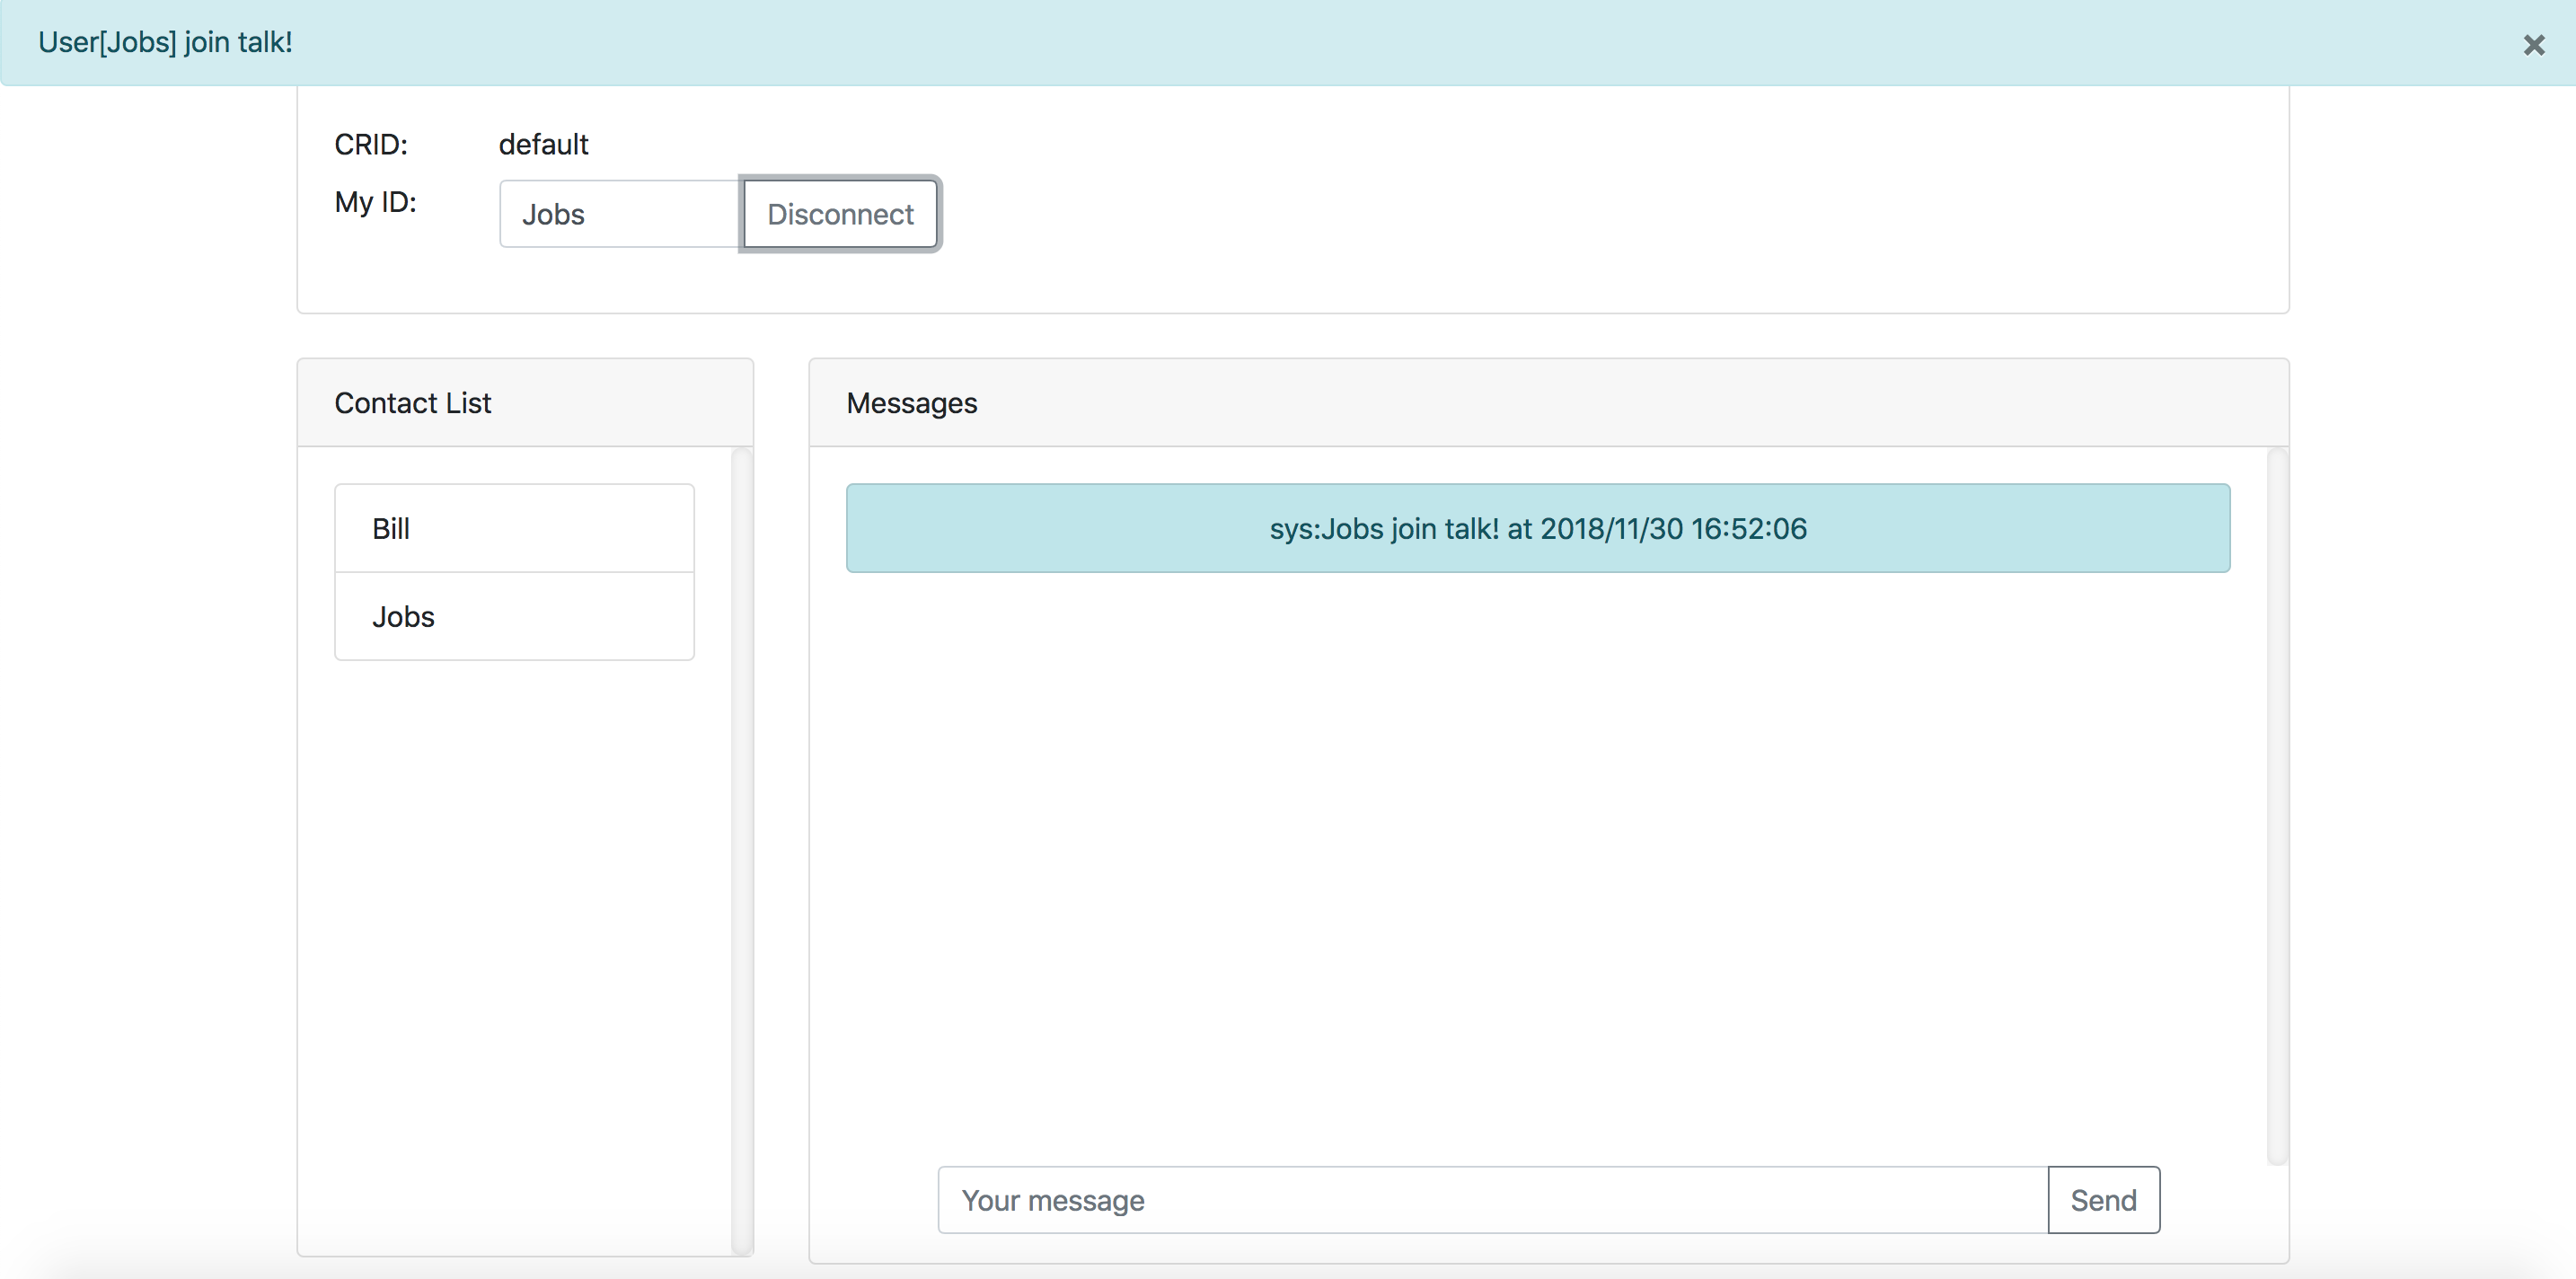 User[Jobs] join talk!
×
CRID: default
My ID: Jobs Disconnect
Contact List
Bill
Jobs
Messages
sys:Jobs join talk! at 2018/11/30 16:52:06
Your message Send